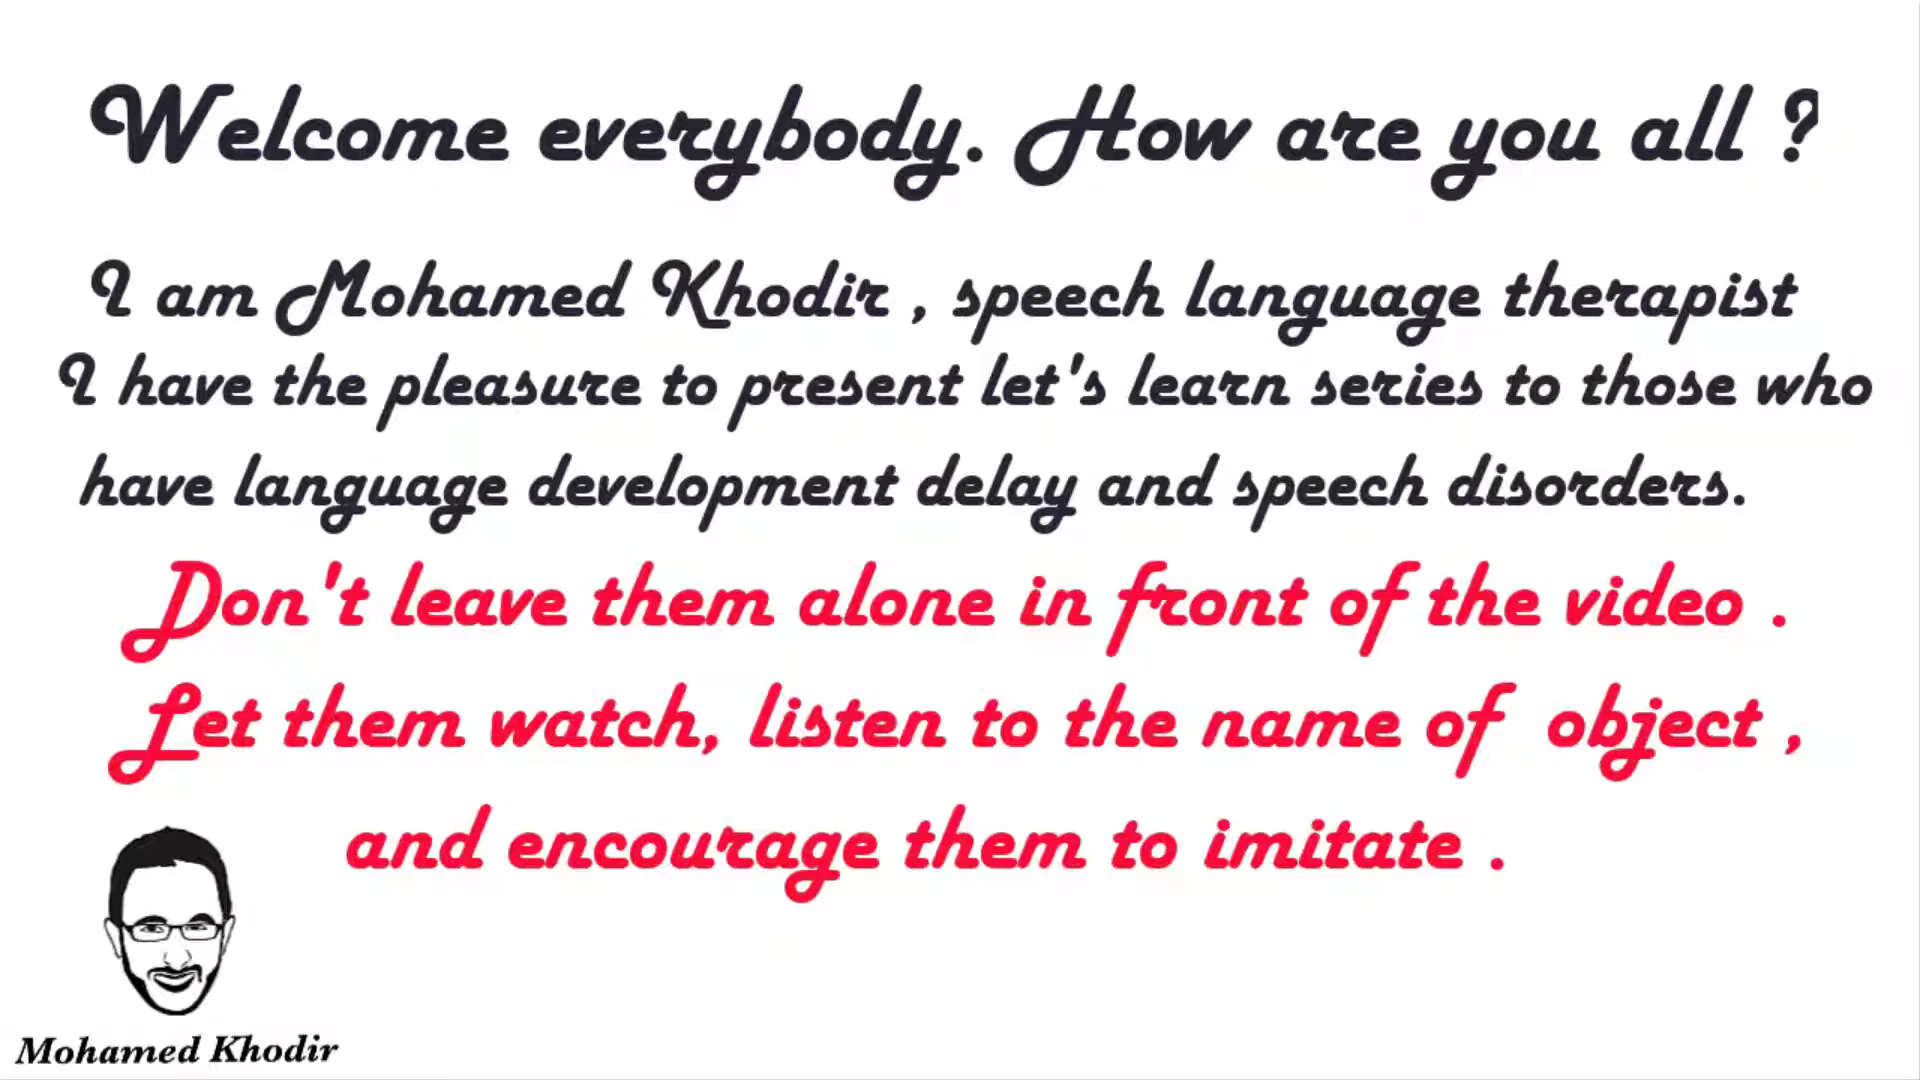 Welcome everybody. How are you all ?
I am Mohamed Khodir , speech language therapist
I have the pleasure to present let's learn series to those who
have language development delay and speech disorders.
Don't leave them alone in front of the video .
Let them watch, listen to the name of object ,
and encourage them to imitate .
Mohamed Khodir